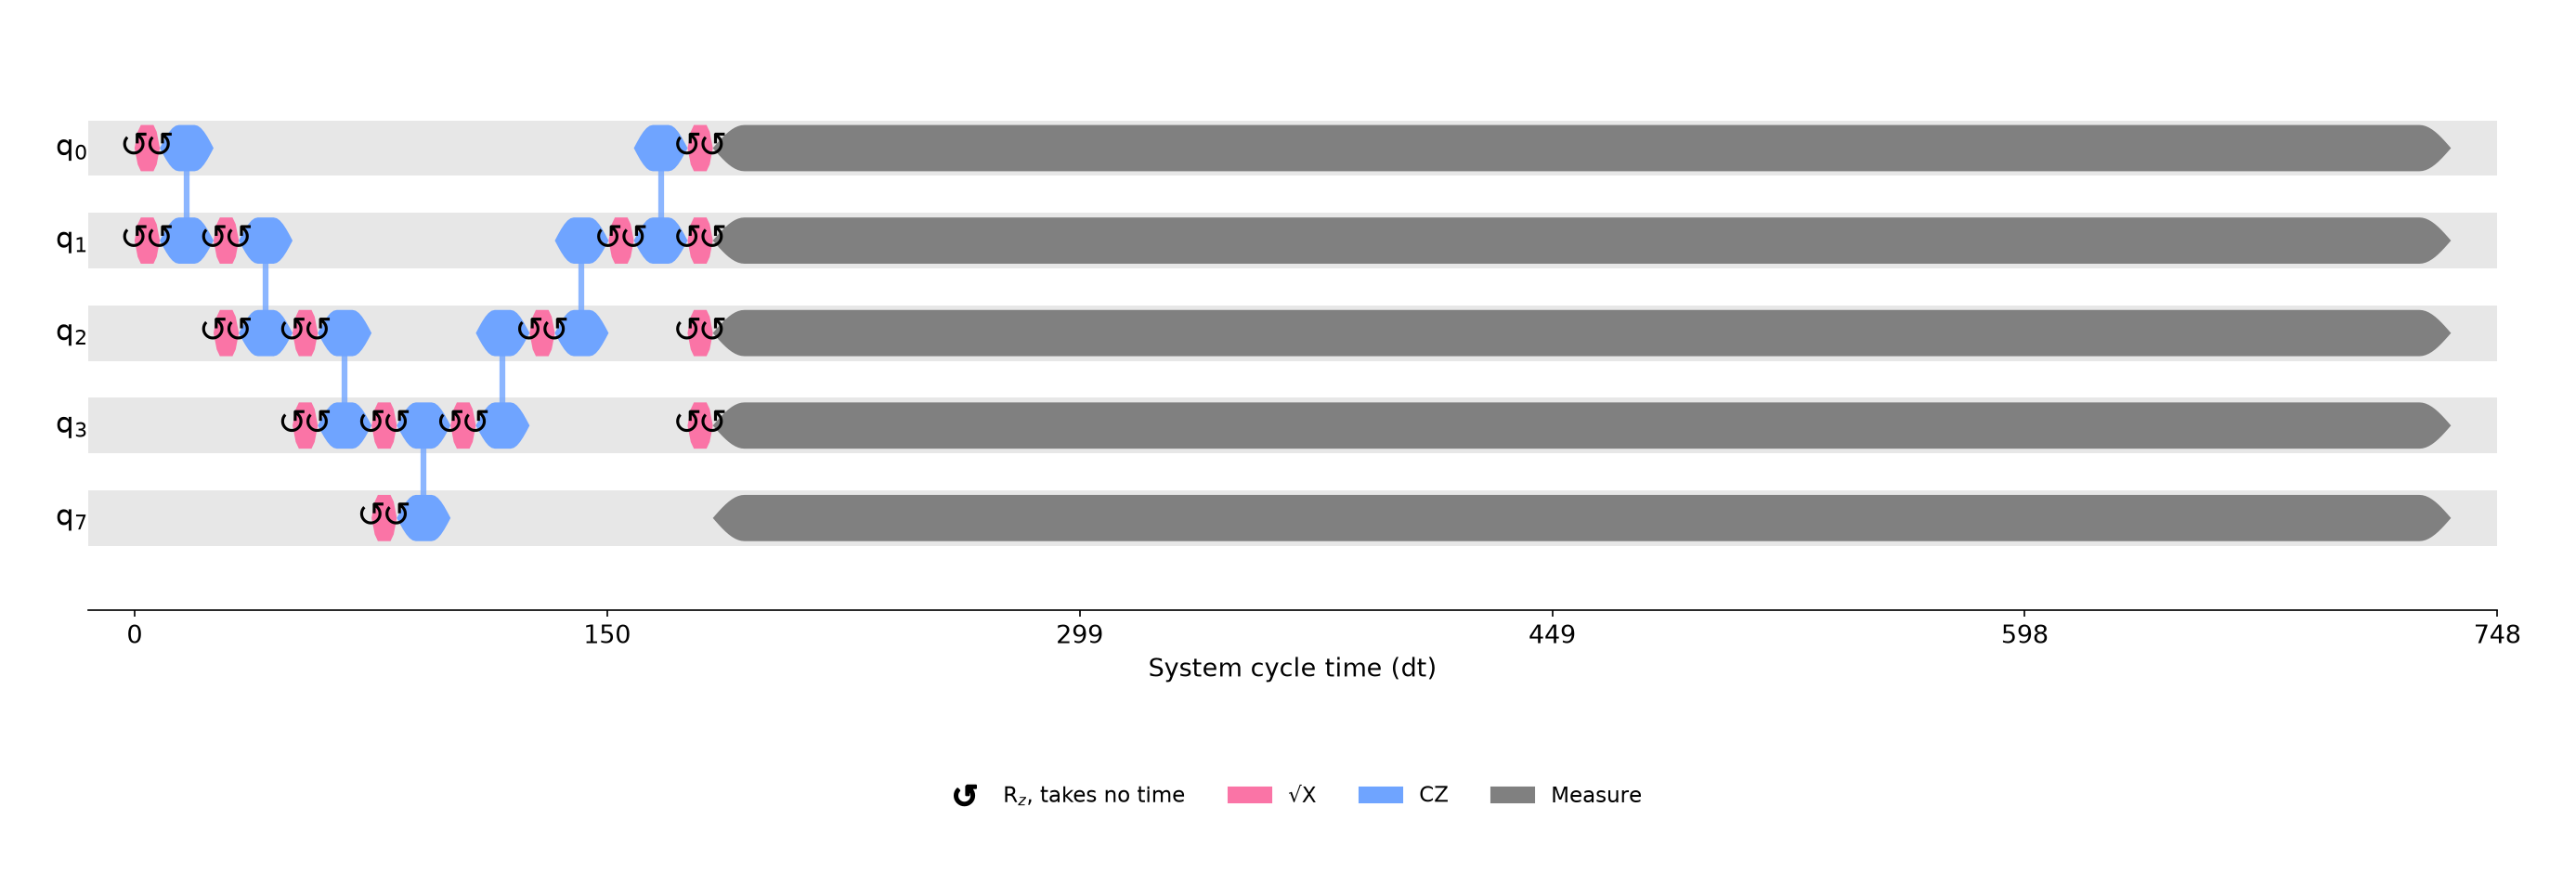 q0
q1
q2
q3
q7
0 150 299 449 598 748
System cycle time (dt)
Rz, takes no time √X CZ Measure